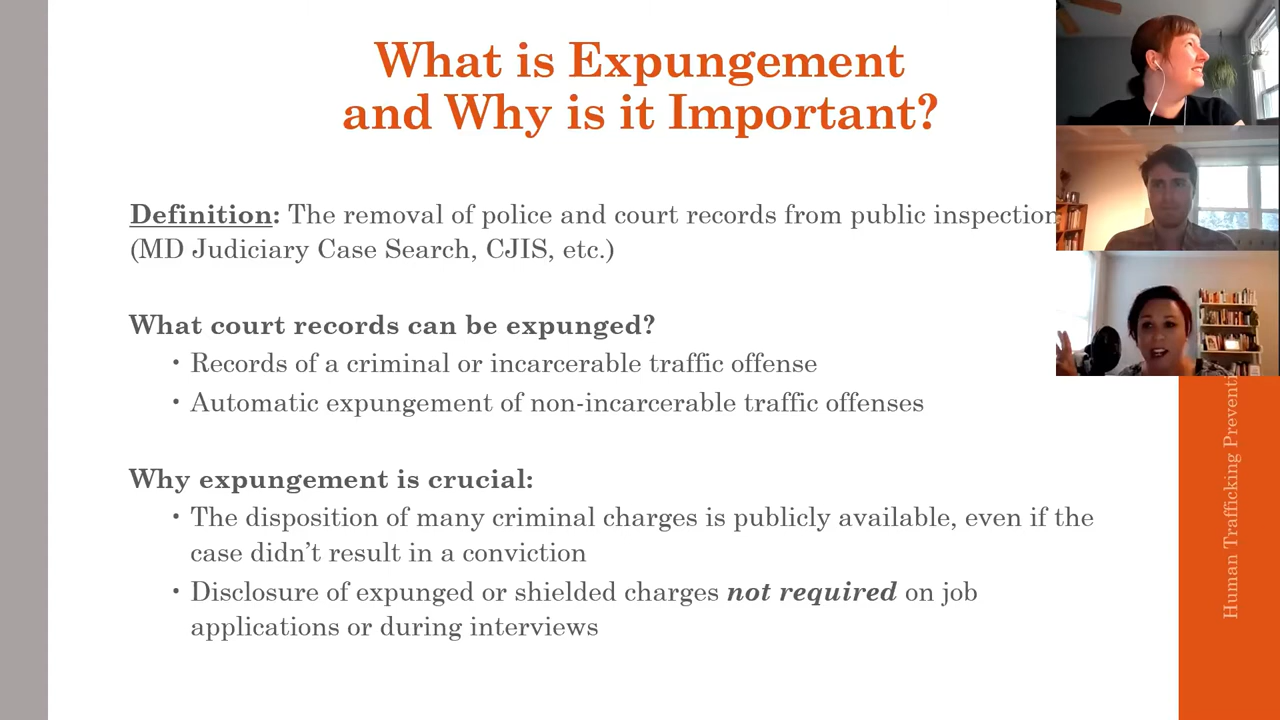 What is Expungement
and Why is it Important?
Definition: The removal of police and court records from public inspection
(MD Judiciary Case Search, CJIS, etc.)
What court records can be expunged?
• Records of a criminal or incarcerable traffic offense
• Automatic expungement of non-incarcerable traffic offenses
Why expungement is crucial:
• The disposition of many criminal charges is publicly available, even if the
case didn't result in a conviction
• Disclosure of expunged or shielded charges not required on job
applications or during interviews
Human Trafficking